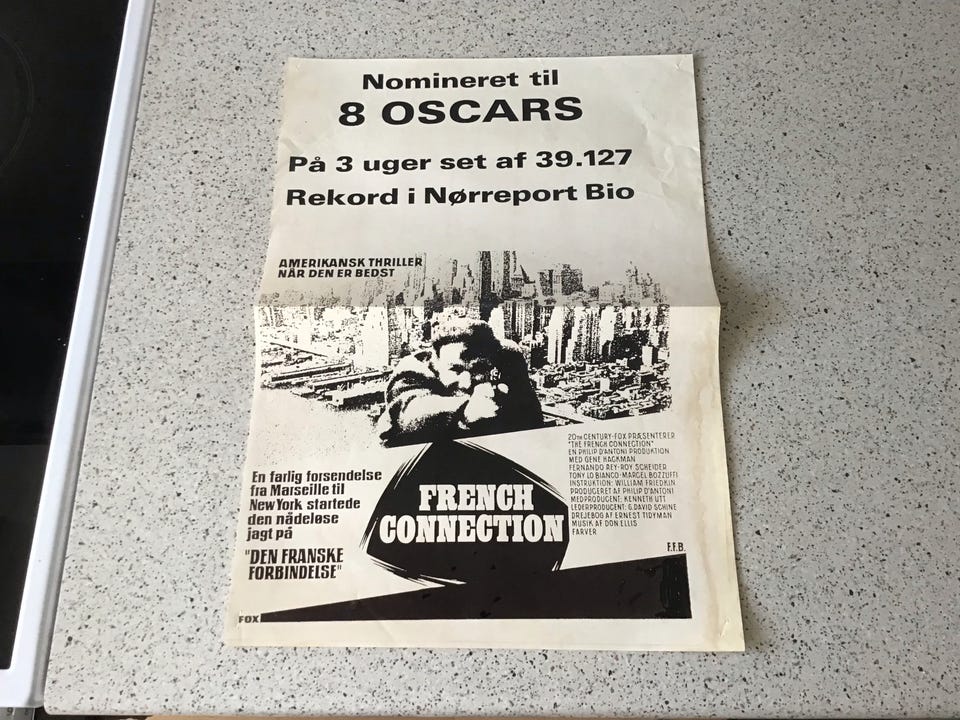 Nomineret til
8 OSCARS
På 3 uger set af 39.127
Rekord i Nørreport Bio
AMERIKANSK THRILLER
NÅR DEN ER BEDST
En farlig forsendelse
fra Marseille til
New York startede
den nådeløse
jagt på
"DEN FRANSKE
FORBINDELSE"
FRENCH
CONNECTION
20TH CENTURY-FOX PRÆSENTERER
"THE FRENCH CONNECTION"
EN PHILIP D'ANTONI PRODUKTION
MED GENE HACKMAN
FERNANDO REY·ROY SCHEIDER
TONY LO BIANCO·MARCEL BOZZUFFI
INSTRUKTION: WILLIAM FRIEDKIN
PRODUCERET AF PHILIP D'ANTONI
MEDPRODUCENT: KENNETH UTT
LEDERPRODUCENT: G.DAVID SCHINE
DREJEBOG AF ERNEST TIDYMAN
MUSIK AF DON ELLIS
FARVER
F.F.B.
FOX